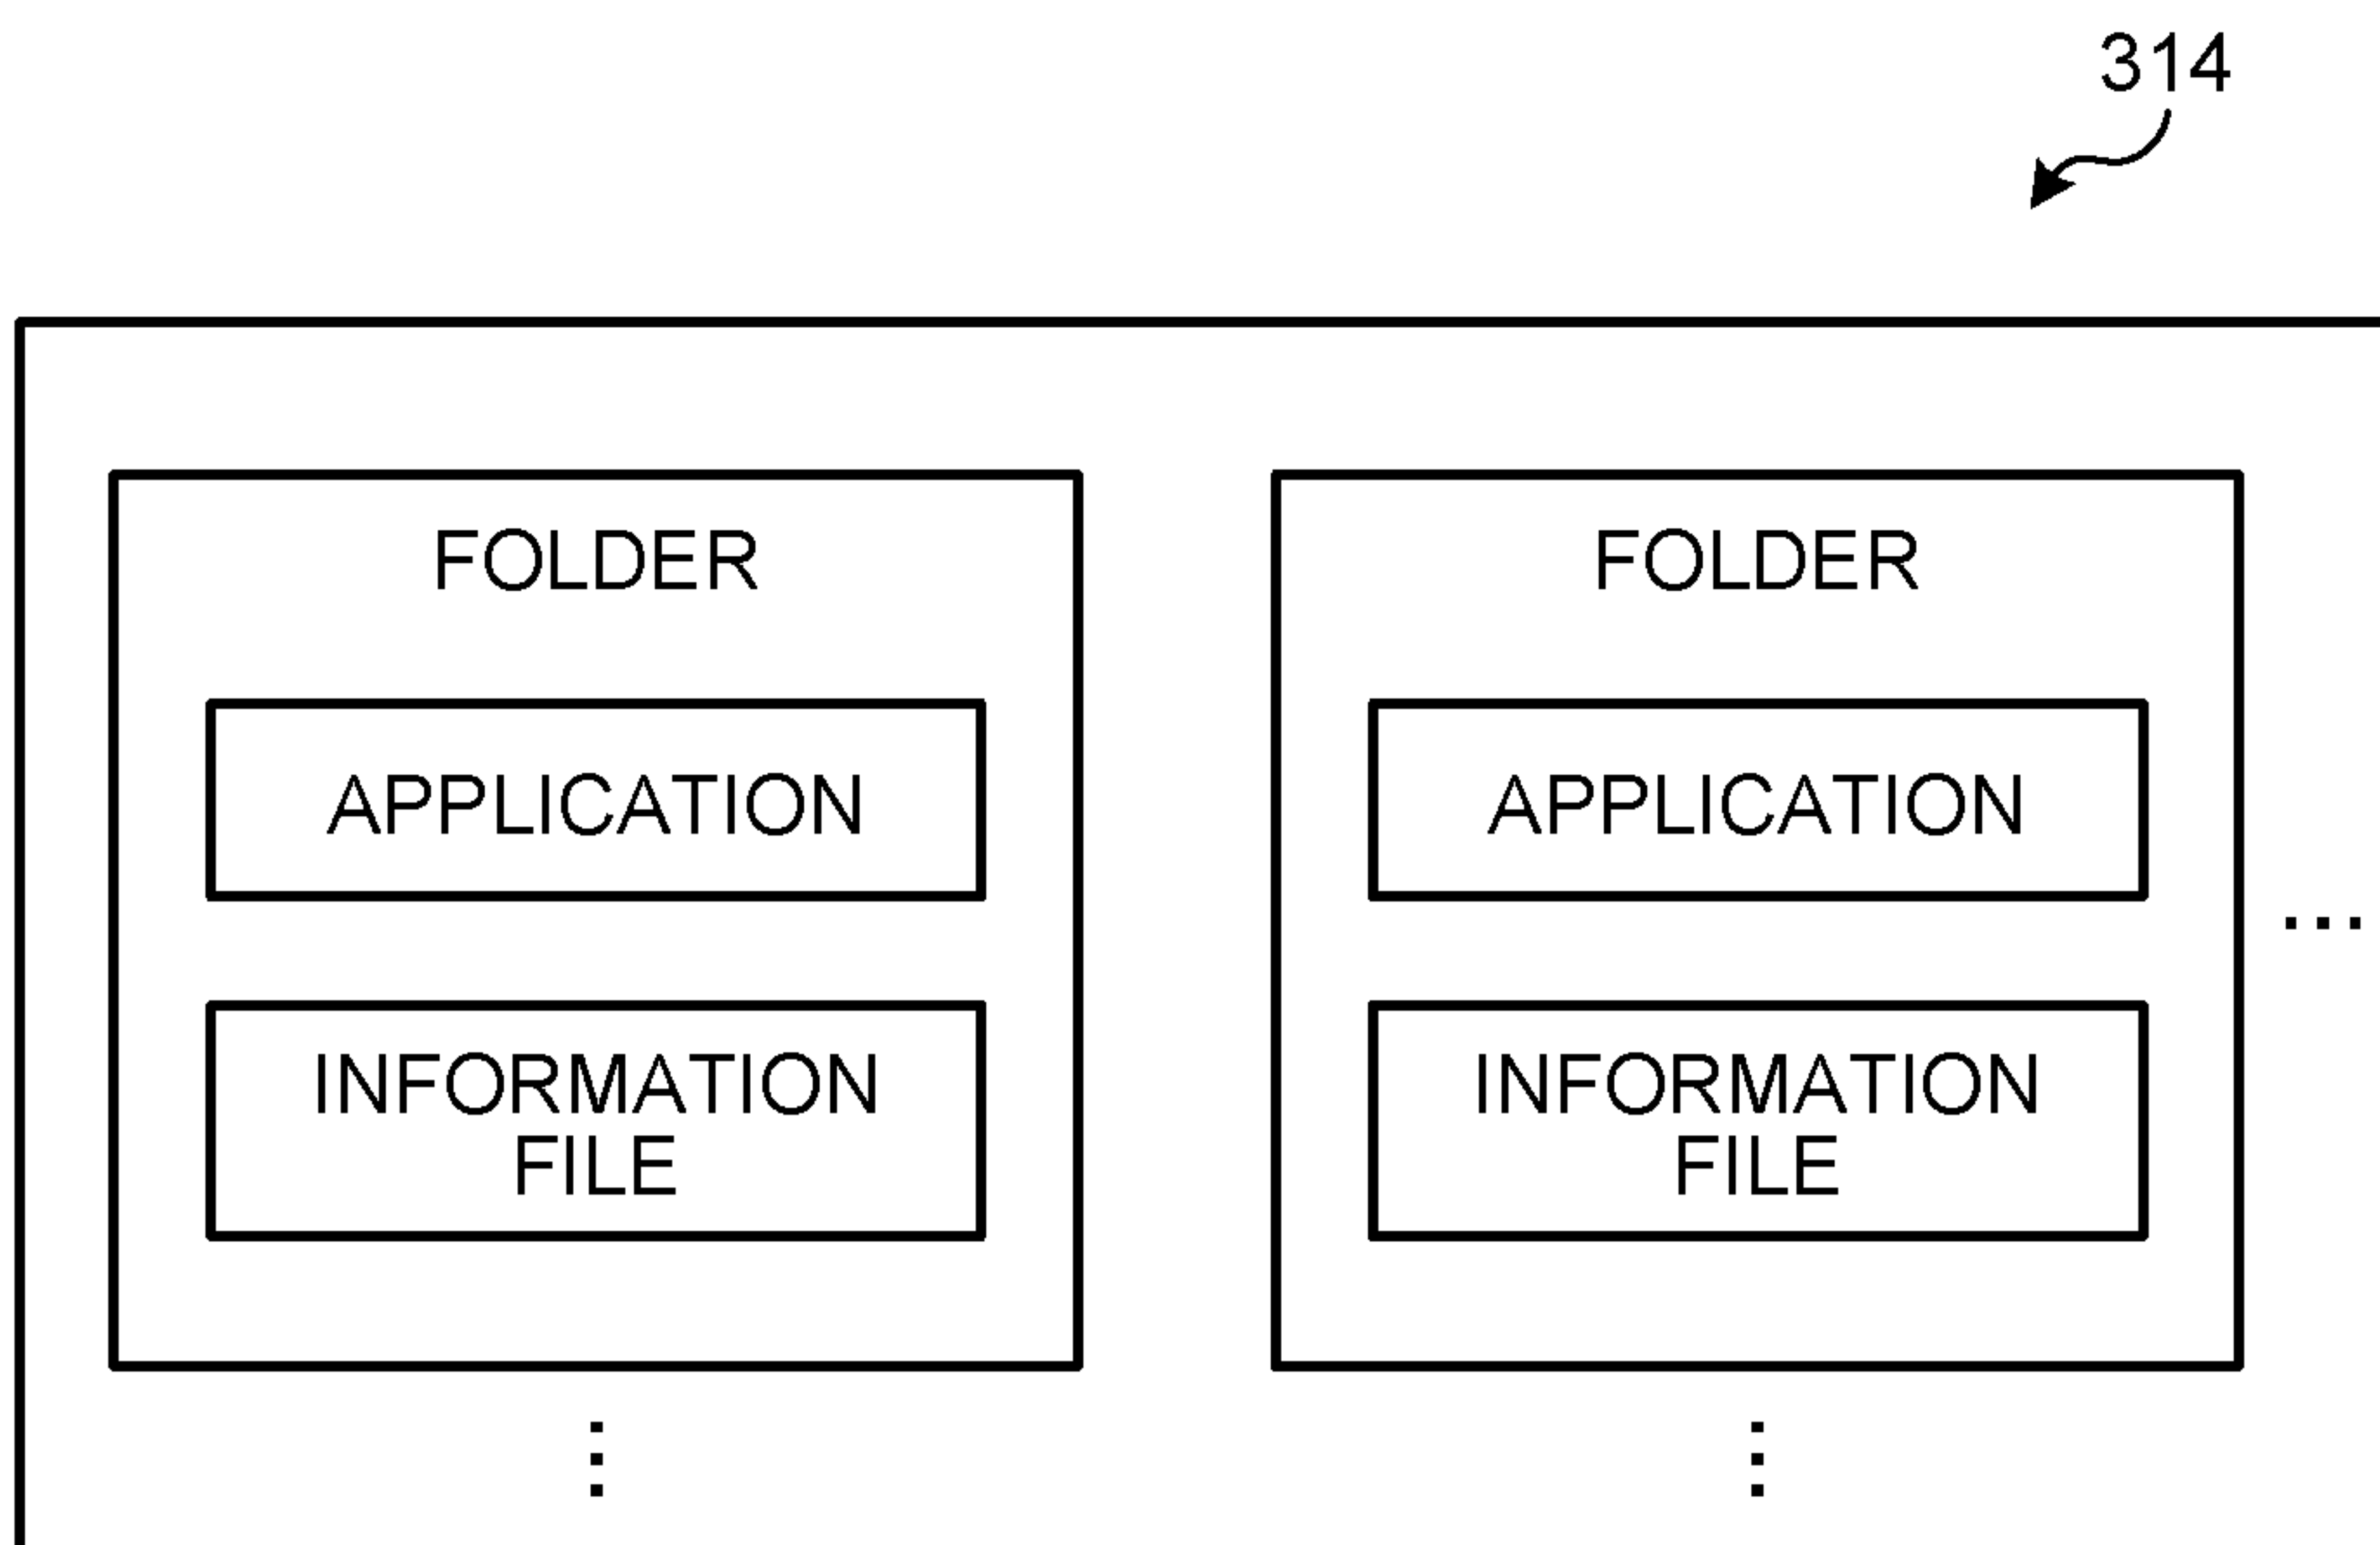 314
FOLDER
APPLICATION
INFORMATION
FILE
FOLDER
APPLICATION
INFORMATION
FILE
...